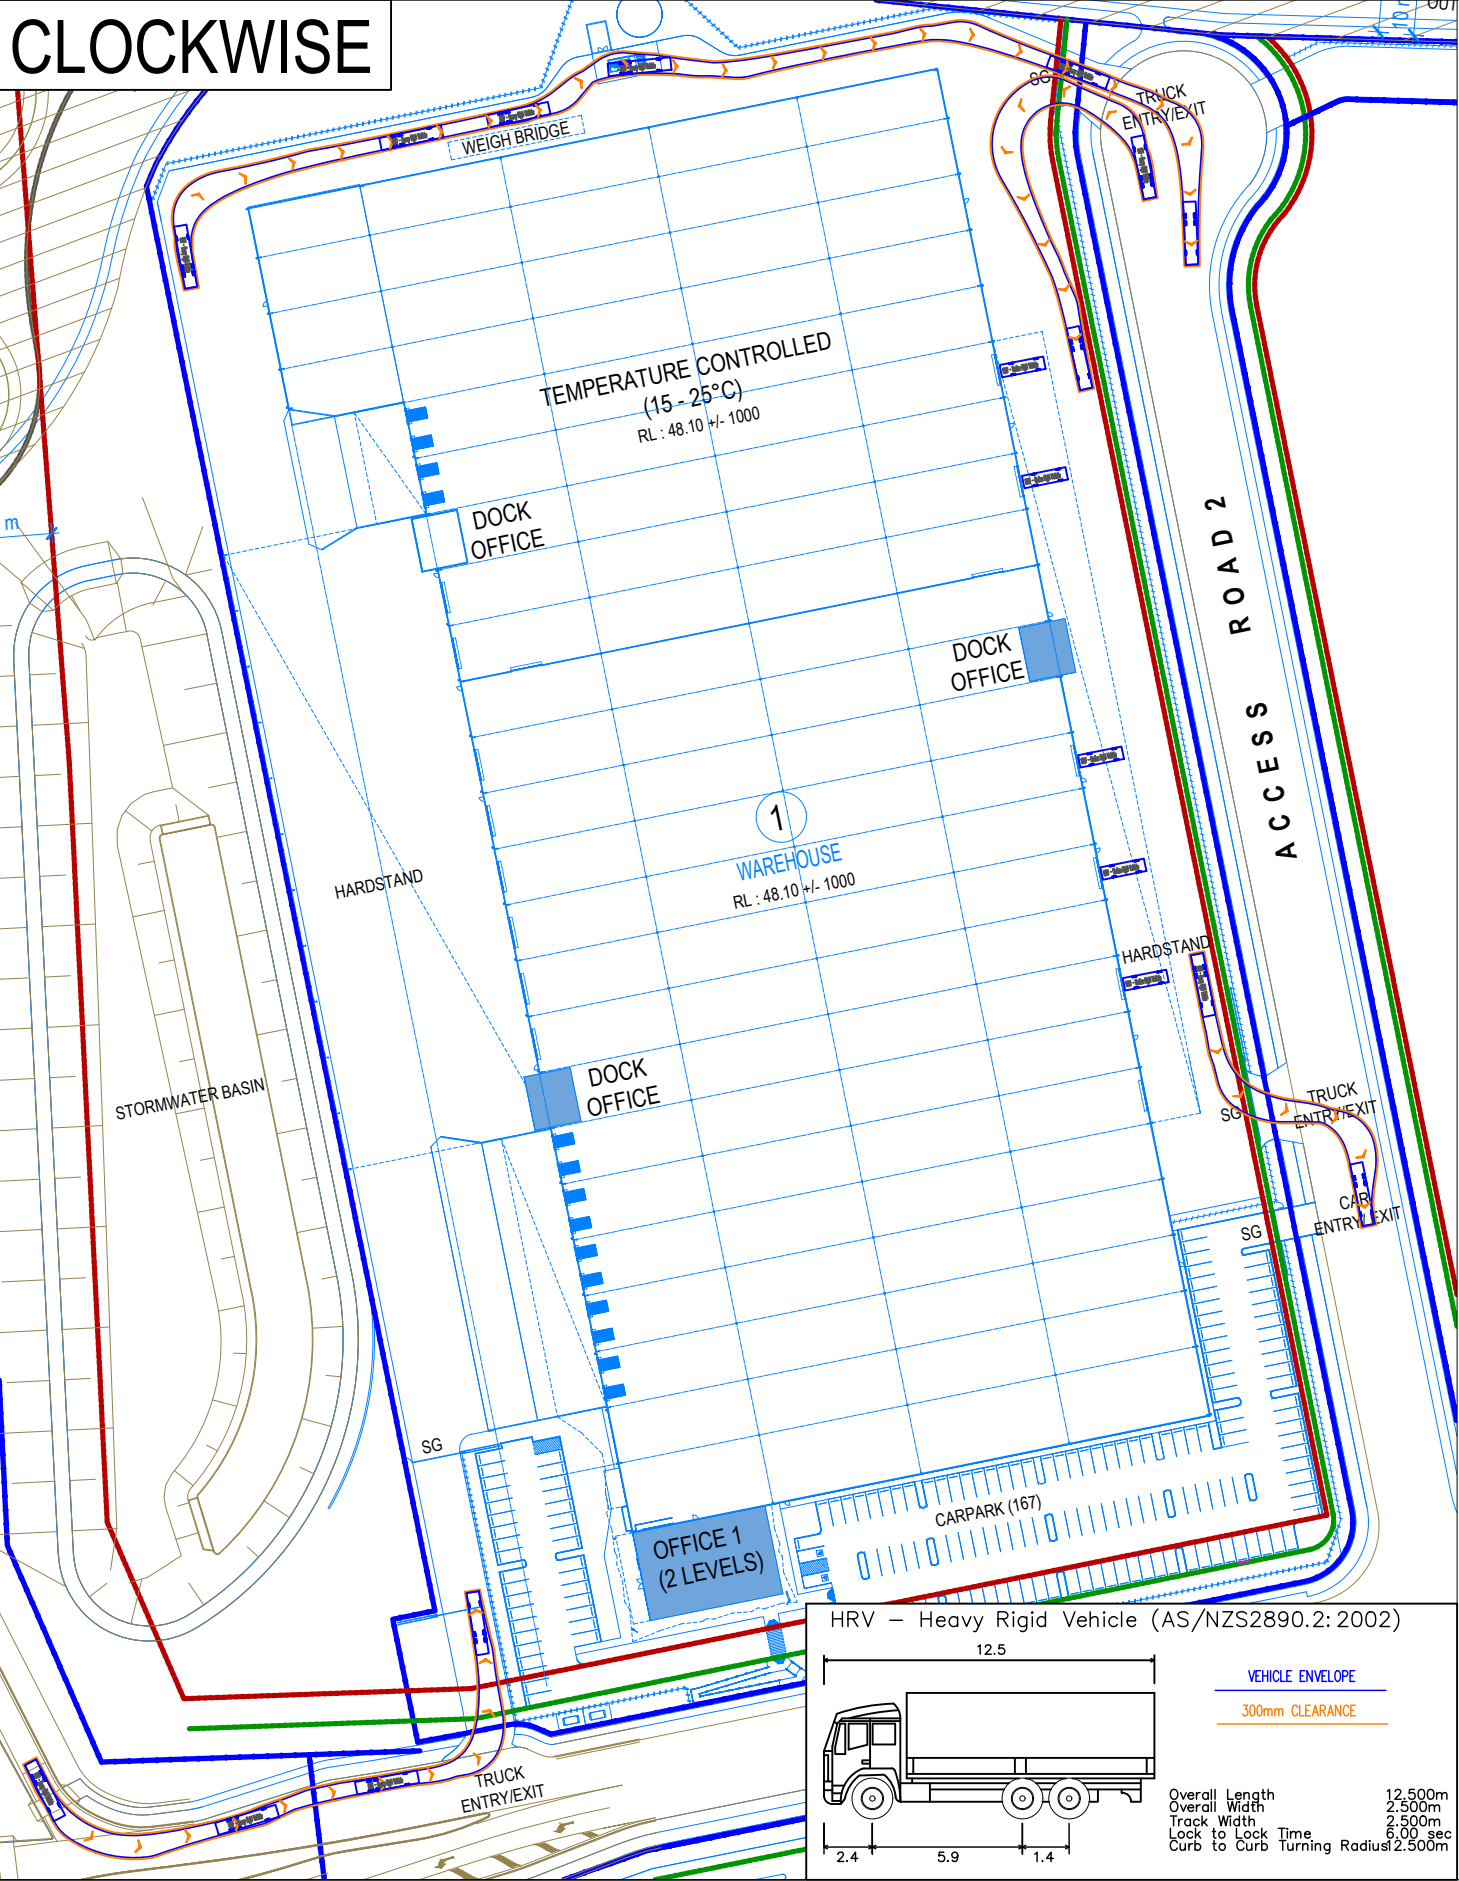 CLOCKWISE
OUT
10m
SG
TRUCK
ENTRY/EXIT
WEIGH BRIDGE
TEMPERATURE CONTROLLED
(15 - 25°C)
RL : 48.10 +/- 1000
m
DOCK
OFFICE
ACCESS ROAD 2
DOCK
OFFICE
1
WAREHOUSE
RL : 48.10 +/- 1000
HARDSTAND
HARDSTAND
STORMWATER BASIN
DOCK
OFFICE
SG
TRUCK
ENTRY/EXIT
CAR
ENTRY/EXIT
SG
SG
CARPARK (167)
OFFICE 1
(2 LEVELS)
TRUCK
ENTRY/EXIT
HRV – Heavy Rigid Vehicle (AS/NZS2890.2:2002)
12.5
VEHICLE ENVELOPE
300mm CLEARANCE
2.4 5.9 1.4
Overall Length 12.500m
Overall Width 2.500m
Track Width 2.500m
Lock to Lock Time 6.00 sec
Curb to Curb Turning Radius 12.500m